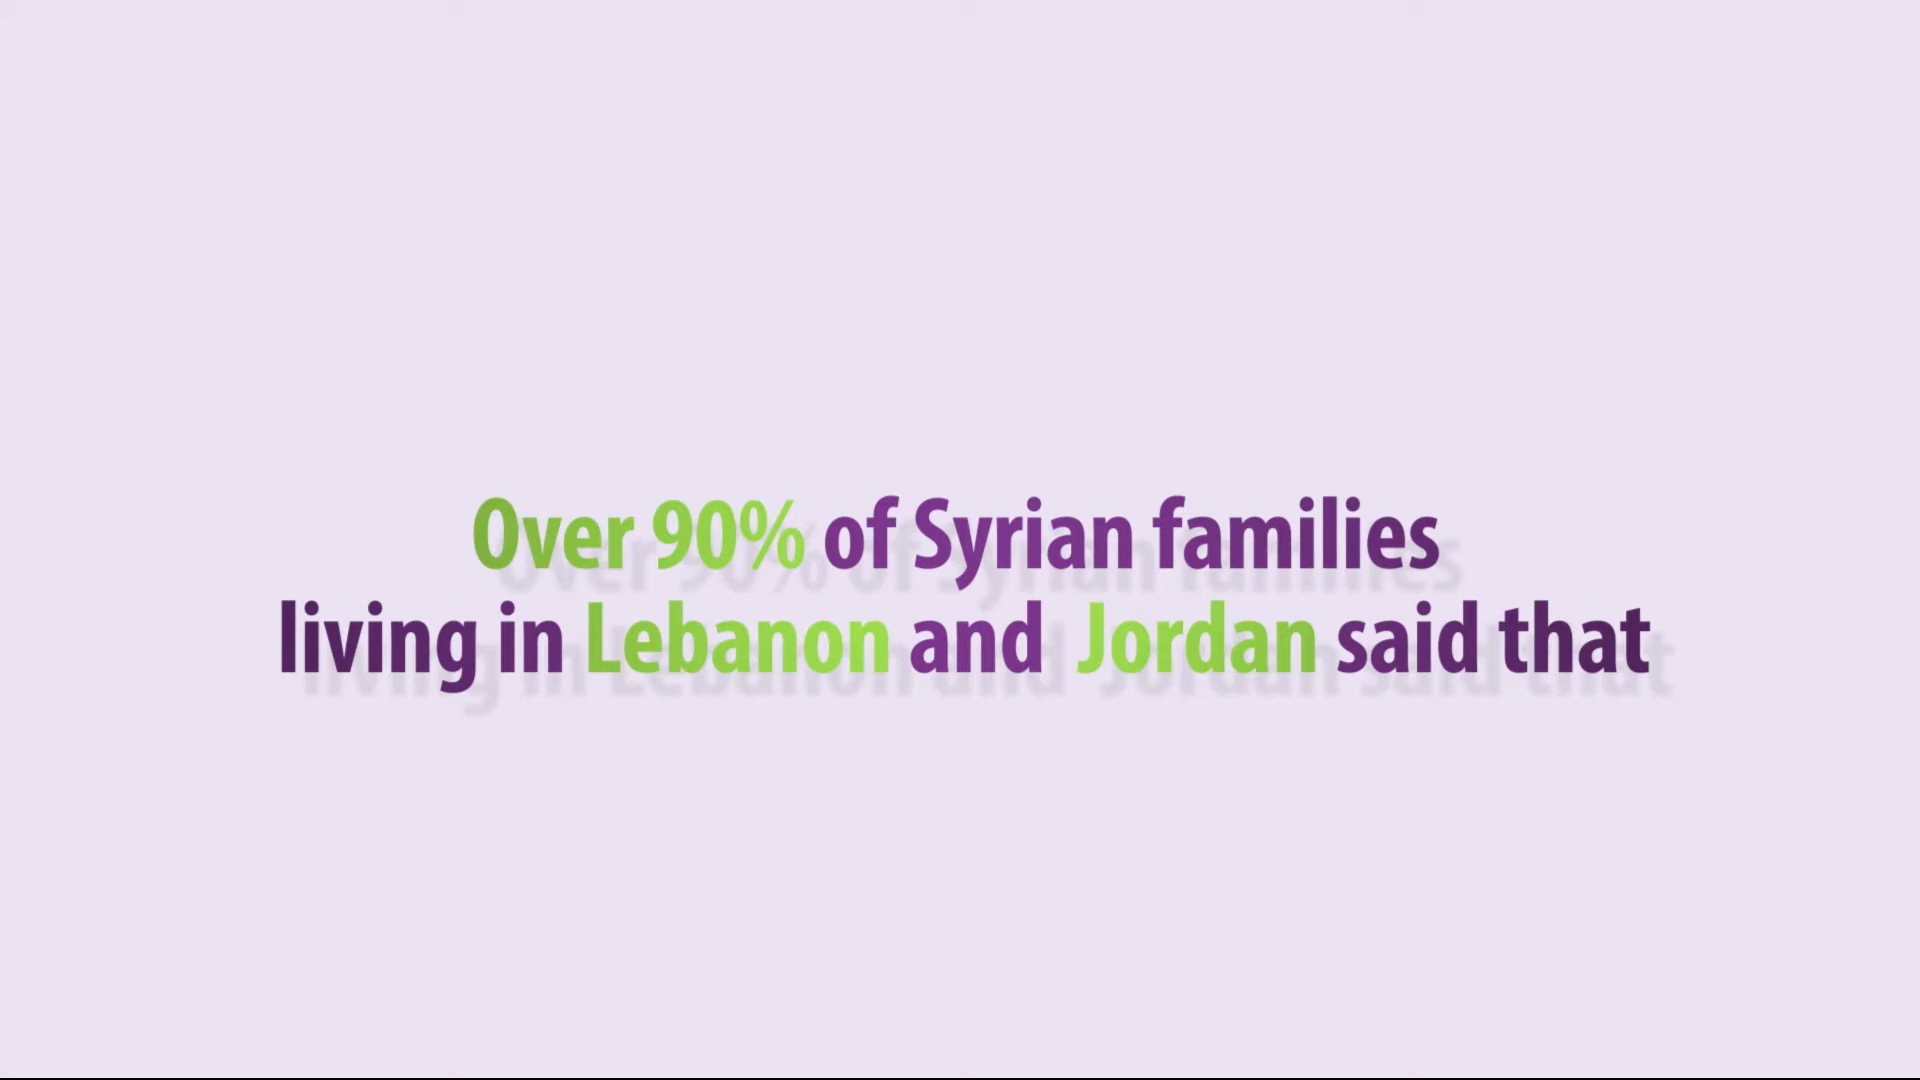 Over 90% of Syrian families
living in Lebanon and Jordan said that